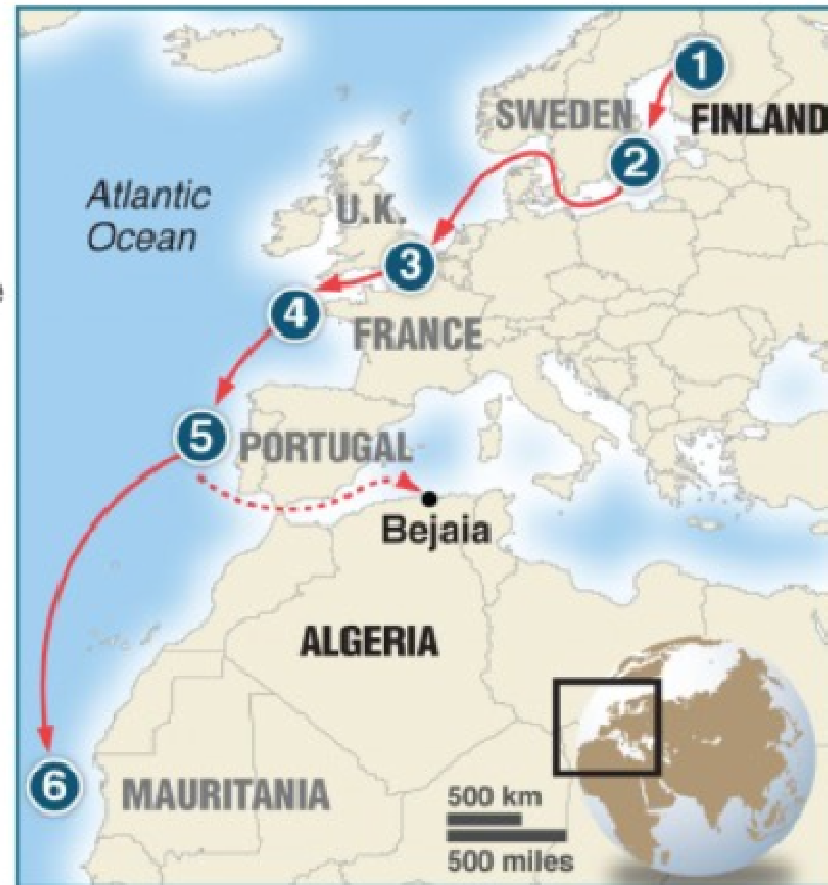 1
SWEDEN
FINLAND
2
Atlantic
Ocean
U.K.
3
4
FRANCE
5
PORTUGAL
Bejaia
ALGERIA
6
MAURITANIA
500 km
500 miles